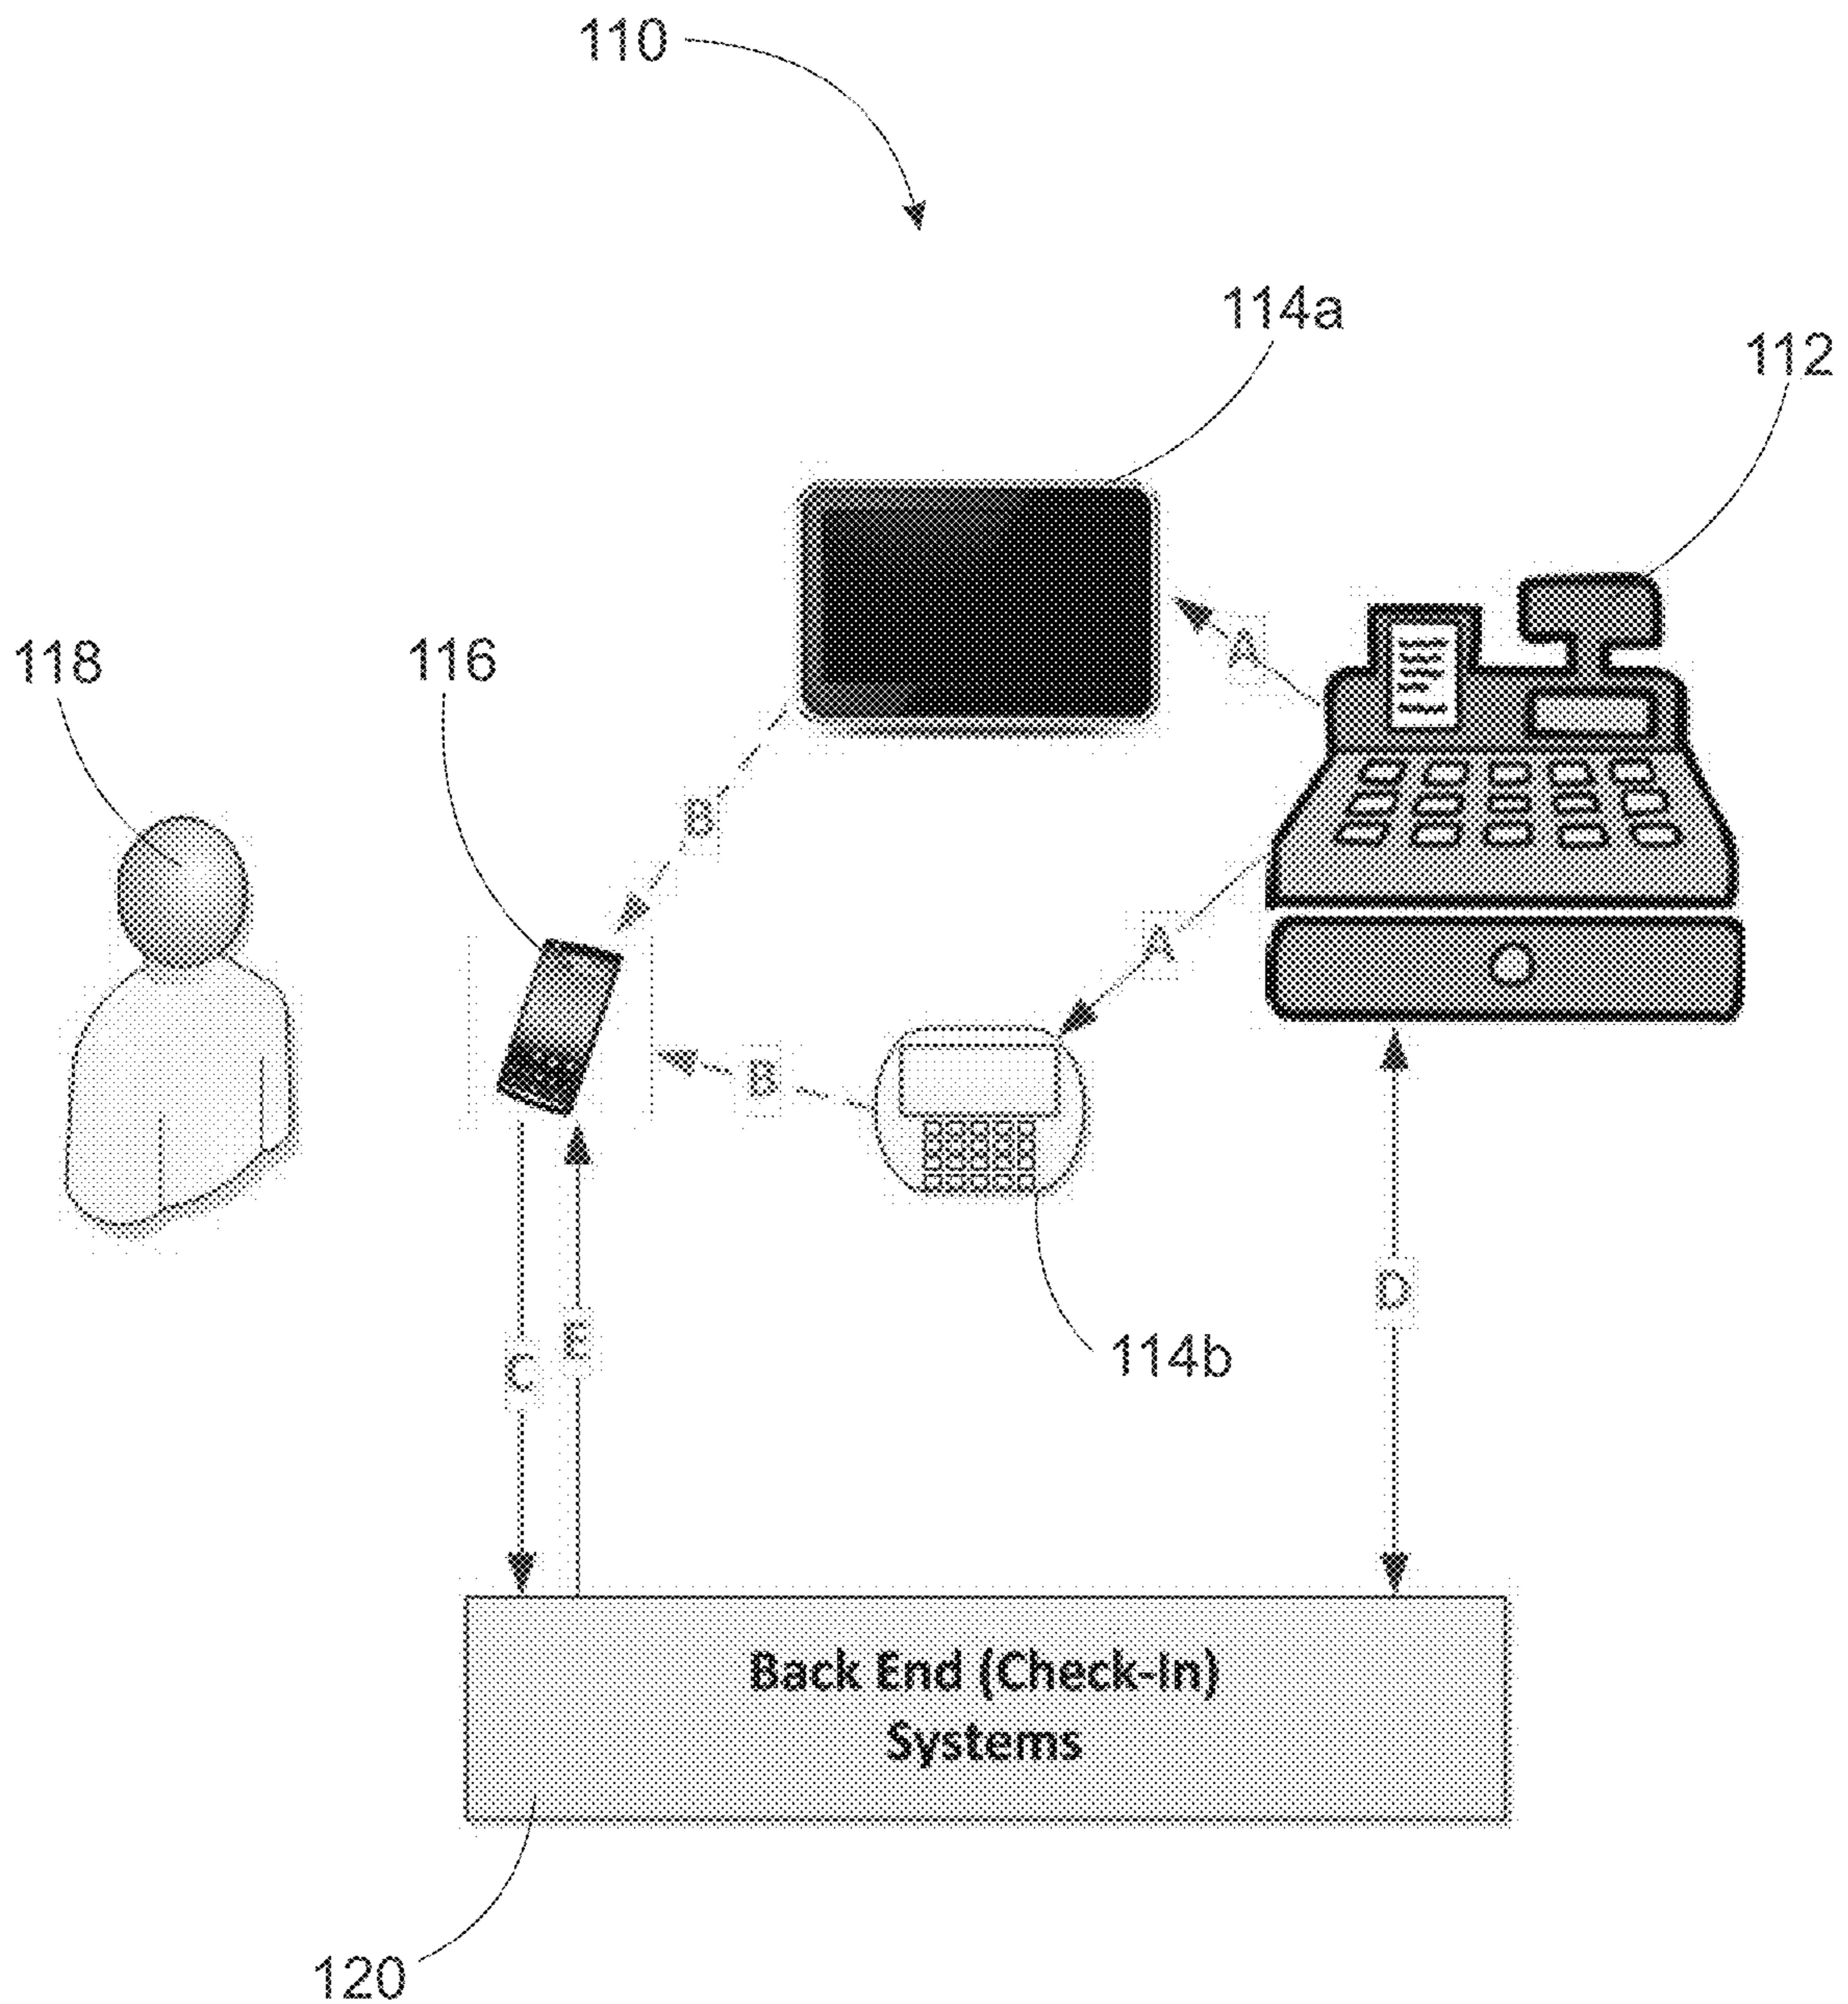 110
114a
112
118
116
A
B
A
B
D
E
C
114b
Back End (Check-In)
Systems
120